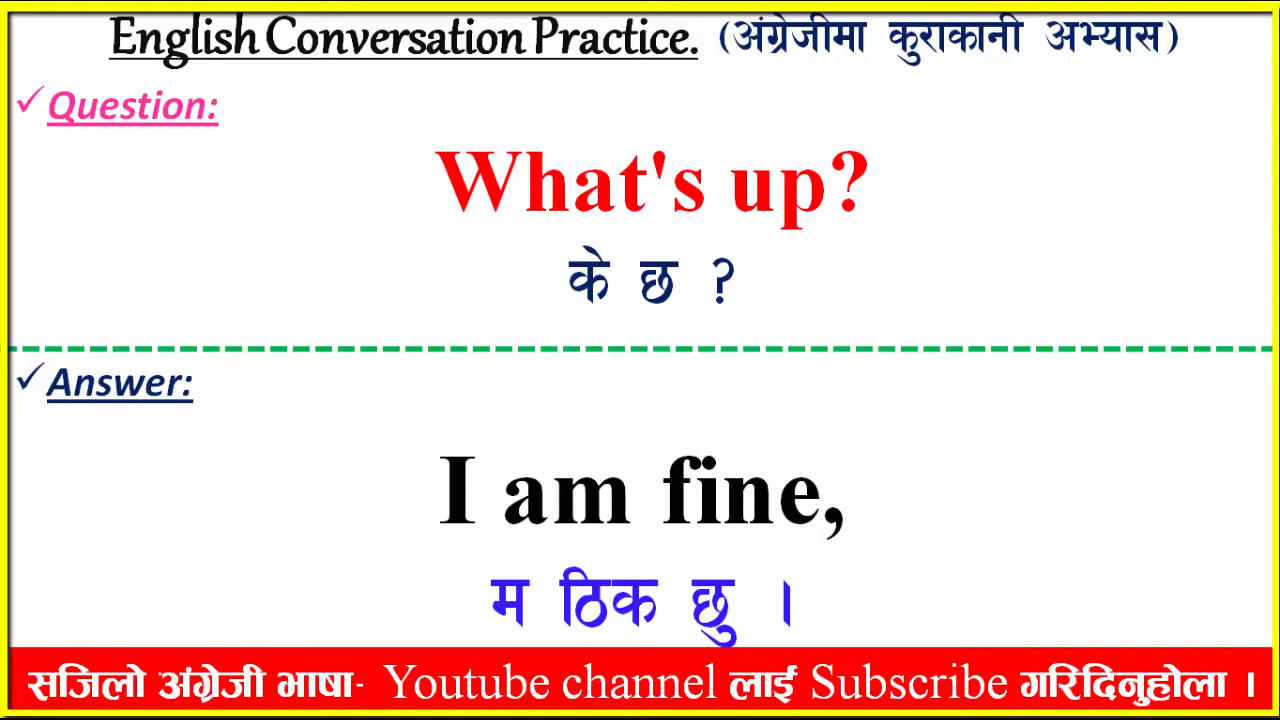 English Conversation Practice. (अंग्रेजीमा कुराकानी अभ्यास)
✓Question:
What's up?
के छ ?
✓Answer:
I am fine,
म ठिक छु ।
सजिलो अंग्रेजी भाषा- Youtube channel लाई Subscribe गरिदिनुहोला ।